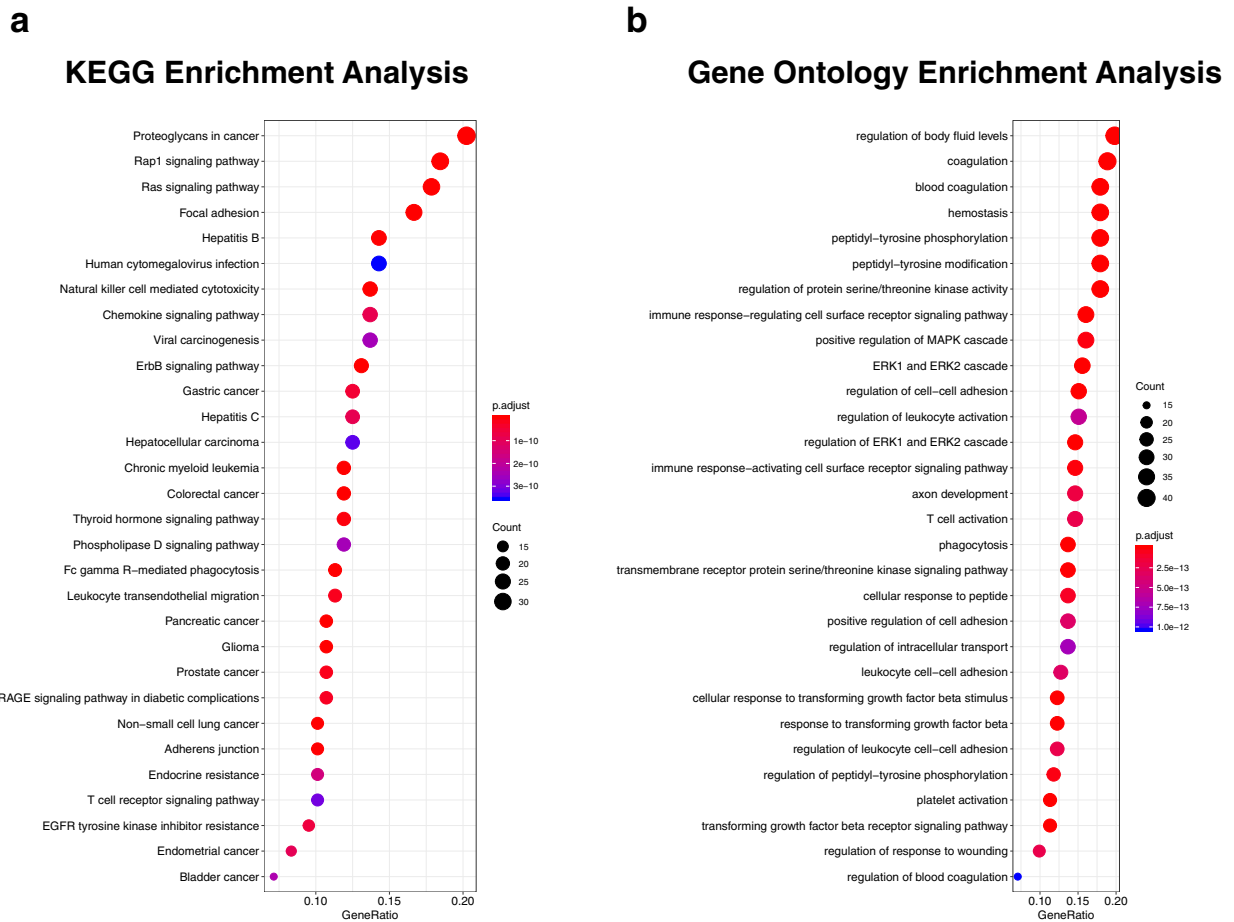 a
KEGG Enrichment Analysis
Proteoglycans in cancer
Rap1 signaling pathway
Ras signaling pathway
Focal adhesion
Hepatitis B
Human cytomegalovirus infection
Natural killer cell mediated cytotoxicity
Chemokine signaling pathway
Viral carcinogenesis
ErbB signaling pathway
Gastric cancer
Hepatitis C
Hepatocellular carcinoma
Chronic myeloid leukemia
Colorectal cancer
Thyroid hormone signaling pathway
Phospholipase D signaling pathway
Fc gamma R−mediated phagocytosis
Leukocyte transendothelial migration
Pancreatic cancer
Glioma
Prostate cancer
RAGE signaling pathway in diabetic complications
Non−small cell lung cancer
Adherens junction
Endocrine resistance
T cell receptor signaling pathway
EGFR tyrosine kinase inhibitor resistance
Endometrial cancer
Bladder cancer
0.10 0.15 0.20
GeneRatio
p.adjust
1e−10
2e−10
3e−10
Count
15
20
25
30
b
Gene Ontology Enrichment Analysis
regulation of body fluid levels
coagulation
blood coagulation
hemostasis
peptidyl−tyrosine phosphorylation
peptidyl−tyrosine modification
regulation of protein serine/threonine kinase activity
immune response−regulating cell surface receptor signaling pathway
positive regulation of MAPK cascade
ERK1 and ERK2 cascade
regulation of cell−cell adhesion
regulation of leukocyte activation
regulation of ERK1 and ERK2 cascade
immune response−activating cell surface receptor signaling pathway
axon development
T cell activation
phagocytosis
transmembrane receptor protein serine/threonine kinase signaling pathway
cellular response to peptide
positive regulation of cell adhesion
regulation of intracellular transport
leukocyte cell−cell adhesion
cellular response to transforming growth factor beta stimulus
response to transforming growth factor beta
regulation of leukocyte cell−cell adhesion
regulation of peptidyl−tyrosine phosphorylation
platelet activation
transforming growth factor beta receptor signaling pathway
regulation of response to wounding
regulation of blood coagulation
0.10 0.15 0.20
GeneRatio
Count
15
20
25
30
35
40
p.adjust
2.5e−13
5.0e−13
7.5e−13
1.0e−12